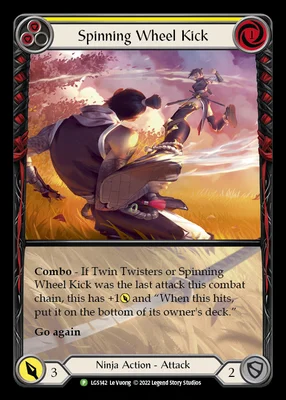 Spinning Wheel Kick
Combo - If Twin Twisters or Spinning
Wheel Kick was the last attack this combat
chain, this has +1 and “When this hits,
put it on the bottom of its owner's deck.”
Go again
3
Ninja Action - Attack
2
P LGS142 Le Vuong © 2022 Legend Story Studios